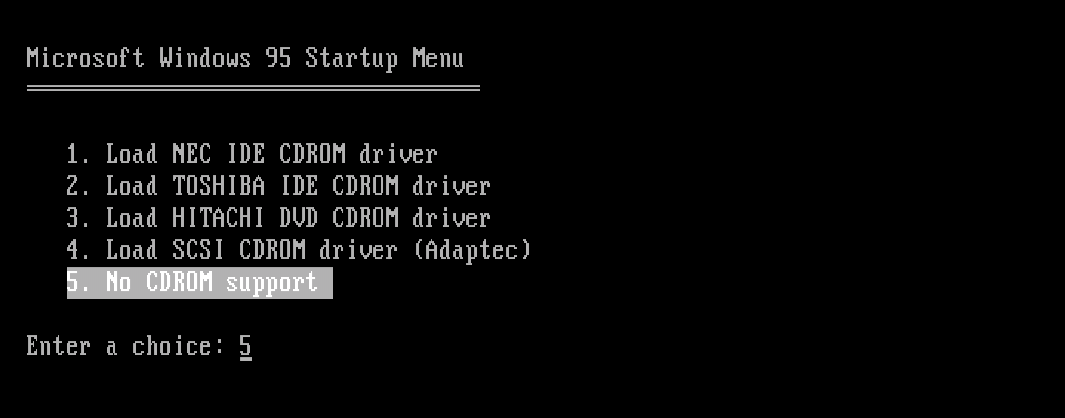 Microsoft Windows 95 Startup Menu
1. Load NEC IDE CDROM driver
2. Load TOSHIBA IDE CDROM driver
3. Load HITACHI DVD CDROM driver
4. Load SCSI CDROM driver (Adaptec)
5. No CDROM support
Enter a choice: 5